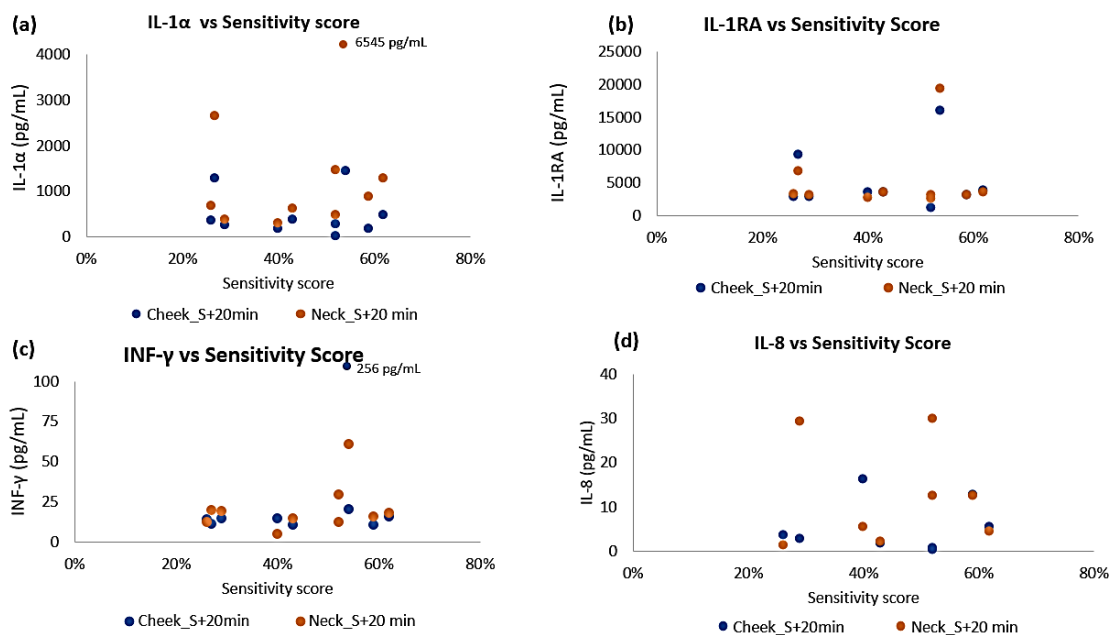 (a)
IL-1α vs Sensitivity score
6545 pg/mL
IL-1α (pg/mL)
4000
3000
2000
1000
0
0% 20% 40% 60% 80%
Sensitivity score
Cheek_S+20min Neck_S+20 min
(b)
IL-1RA vs Sensitivity Score
IL-1RA (pg/mL)
25000
20000
15000
10000
5000
0
0% 20% 40% 60% 80%
Sensitivity score
Cheek_S+20min Neck_S+20 min
(c)
INF-γ vs Sensitivity Score
256 pg/mL
INF-γ (pg/mL)
100
75
50
25
0
0% 20% 40% 60% 80%
Sensitivity score
Cheek_S+20min Neck_S+20 min
(d)
IL-8 vs Sensitivity Score
IL-8 (pg/mL)
40
30
20
10
0
0% 20% 40% 60% 80%
Sensitivity score
Cheek_S+20min Neck_S+20 min